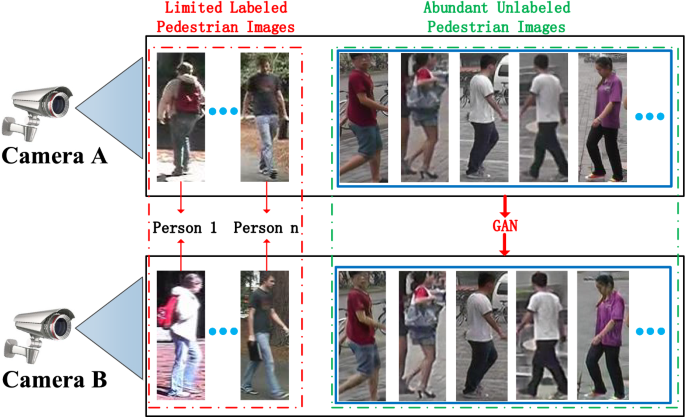 Limited Labeled
Pedestrian Images
Abundant Unlabeled
Pedestrian Images
Camera A
Person 1
Person n
GAN
Camera B